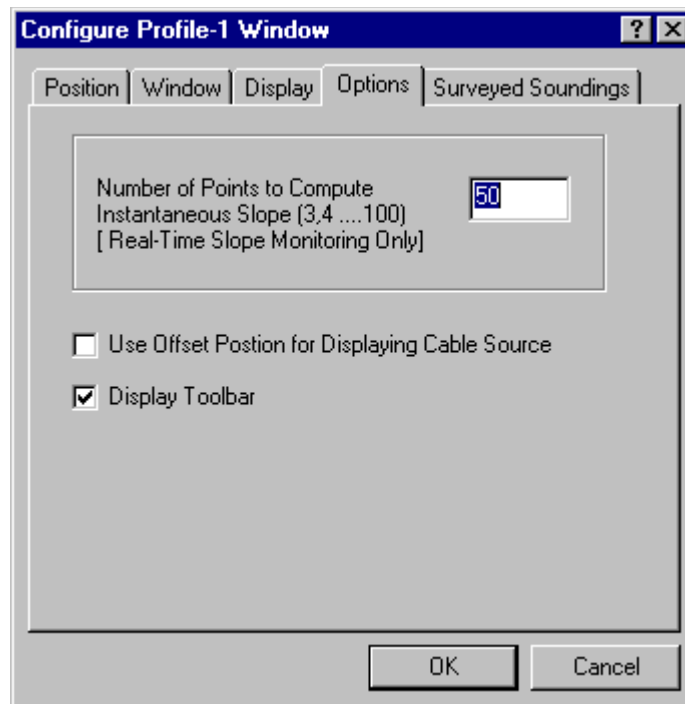 Configure Profile-1 Window
Position Window Display Options Surveyed Soundings
Number of Points to Compute
Instantaneous Slope (3,4 ....100)
[ Real-Time Slope Monitoring Only]
50
Use Offset Postion for Displaying Cable Source
Display Toolbar
OK Cancel